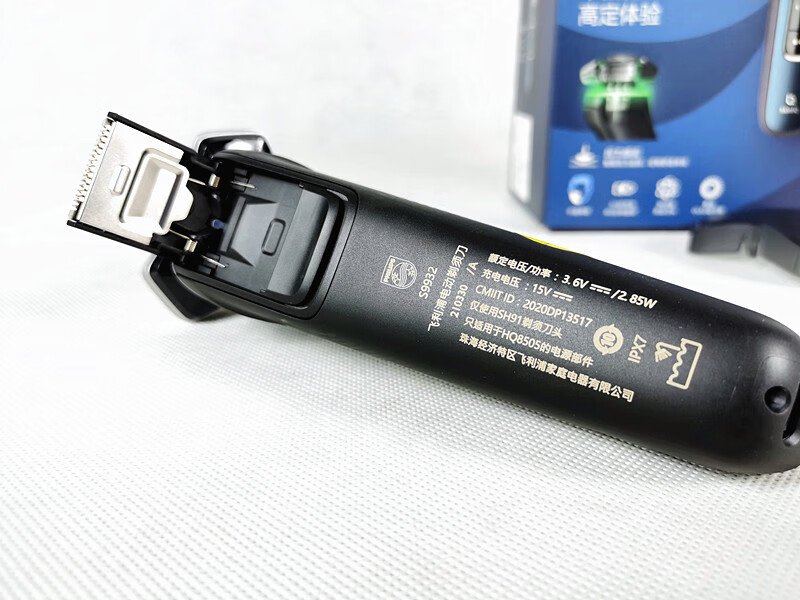 高定体验
PHILIPS
S9932
飞利浦电动剃须刀
210330 /A
额定电压/功率：3.6V /2.85W
充电电压：15V
CMIIT ID：2020DP13517
仅使用SH91剃须刀头
只适用于HQ8505的电源部件
珠海经济特区飞利浦家庭电器有限公司
10
IPX7